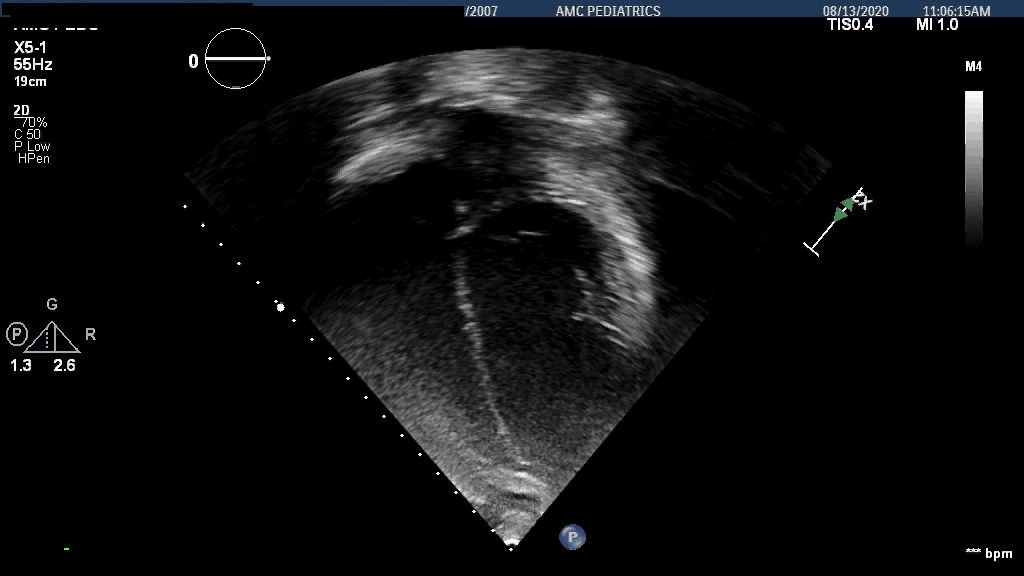 /2007 AMC PEDIATRICS 08/13/2020 11:06:15AM
TIS0.4 MI 1.0
X5-1
55Hz
19cm
2D
70%
C 50
P Low
HPen
0
M4
G
P R
1.3 2.6
P
*** bpm